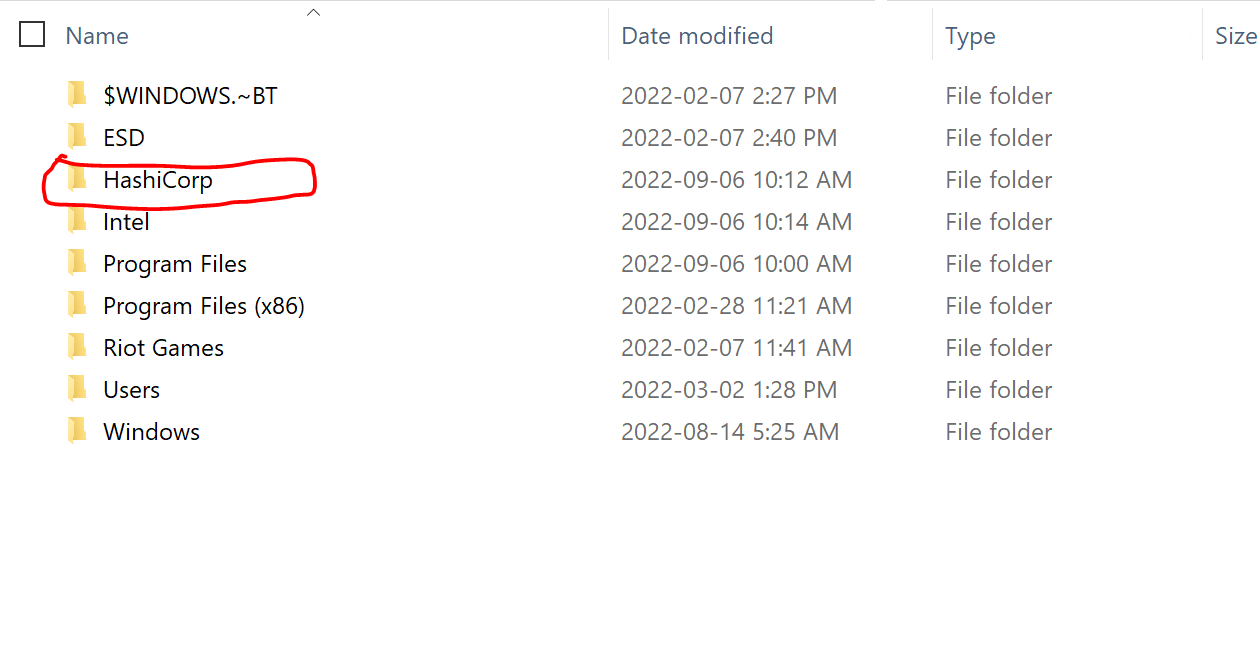 Name Date modified Type Size
$WINDOWS.~BT 2022-02-07 2:27 PM File folder
ESD 2022-02-07 2:40 PM File folder
HashiCorp 2022-09-06 10:12 AM File folder
Intel 2022-09-06 10:14 AM File folder
Program Files 2022-09-06 10:00 AM File folder
Program Files (x86) 2022-02-28 11:21 AM File folder
Riot Games 2022-02-07 11:41 AM File folder
Users 2022-03-02 1:28 PM File folder
Windows 2022-08-14 5:25 AM File folder